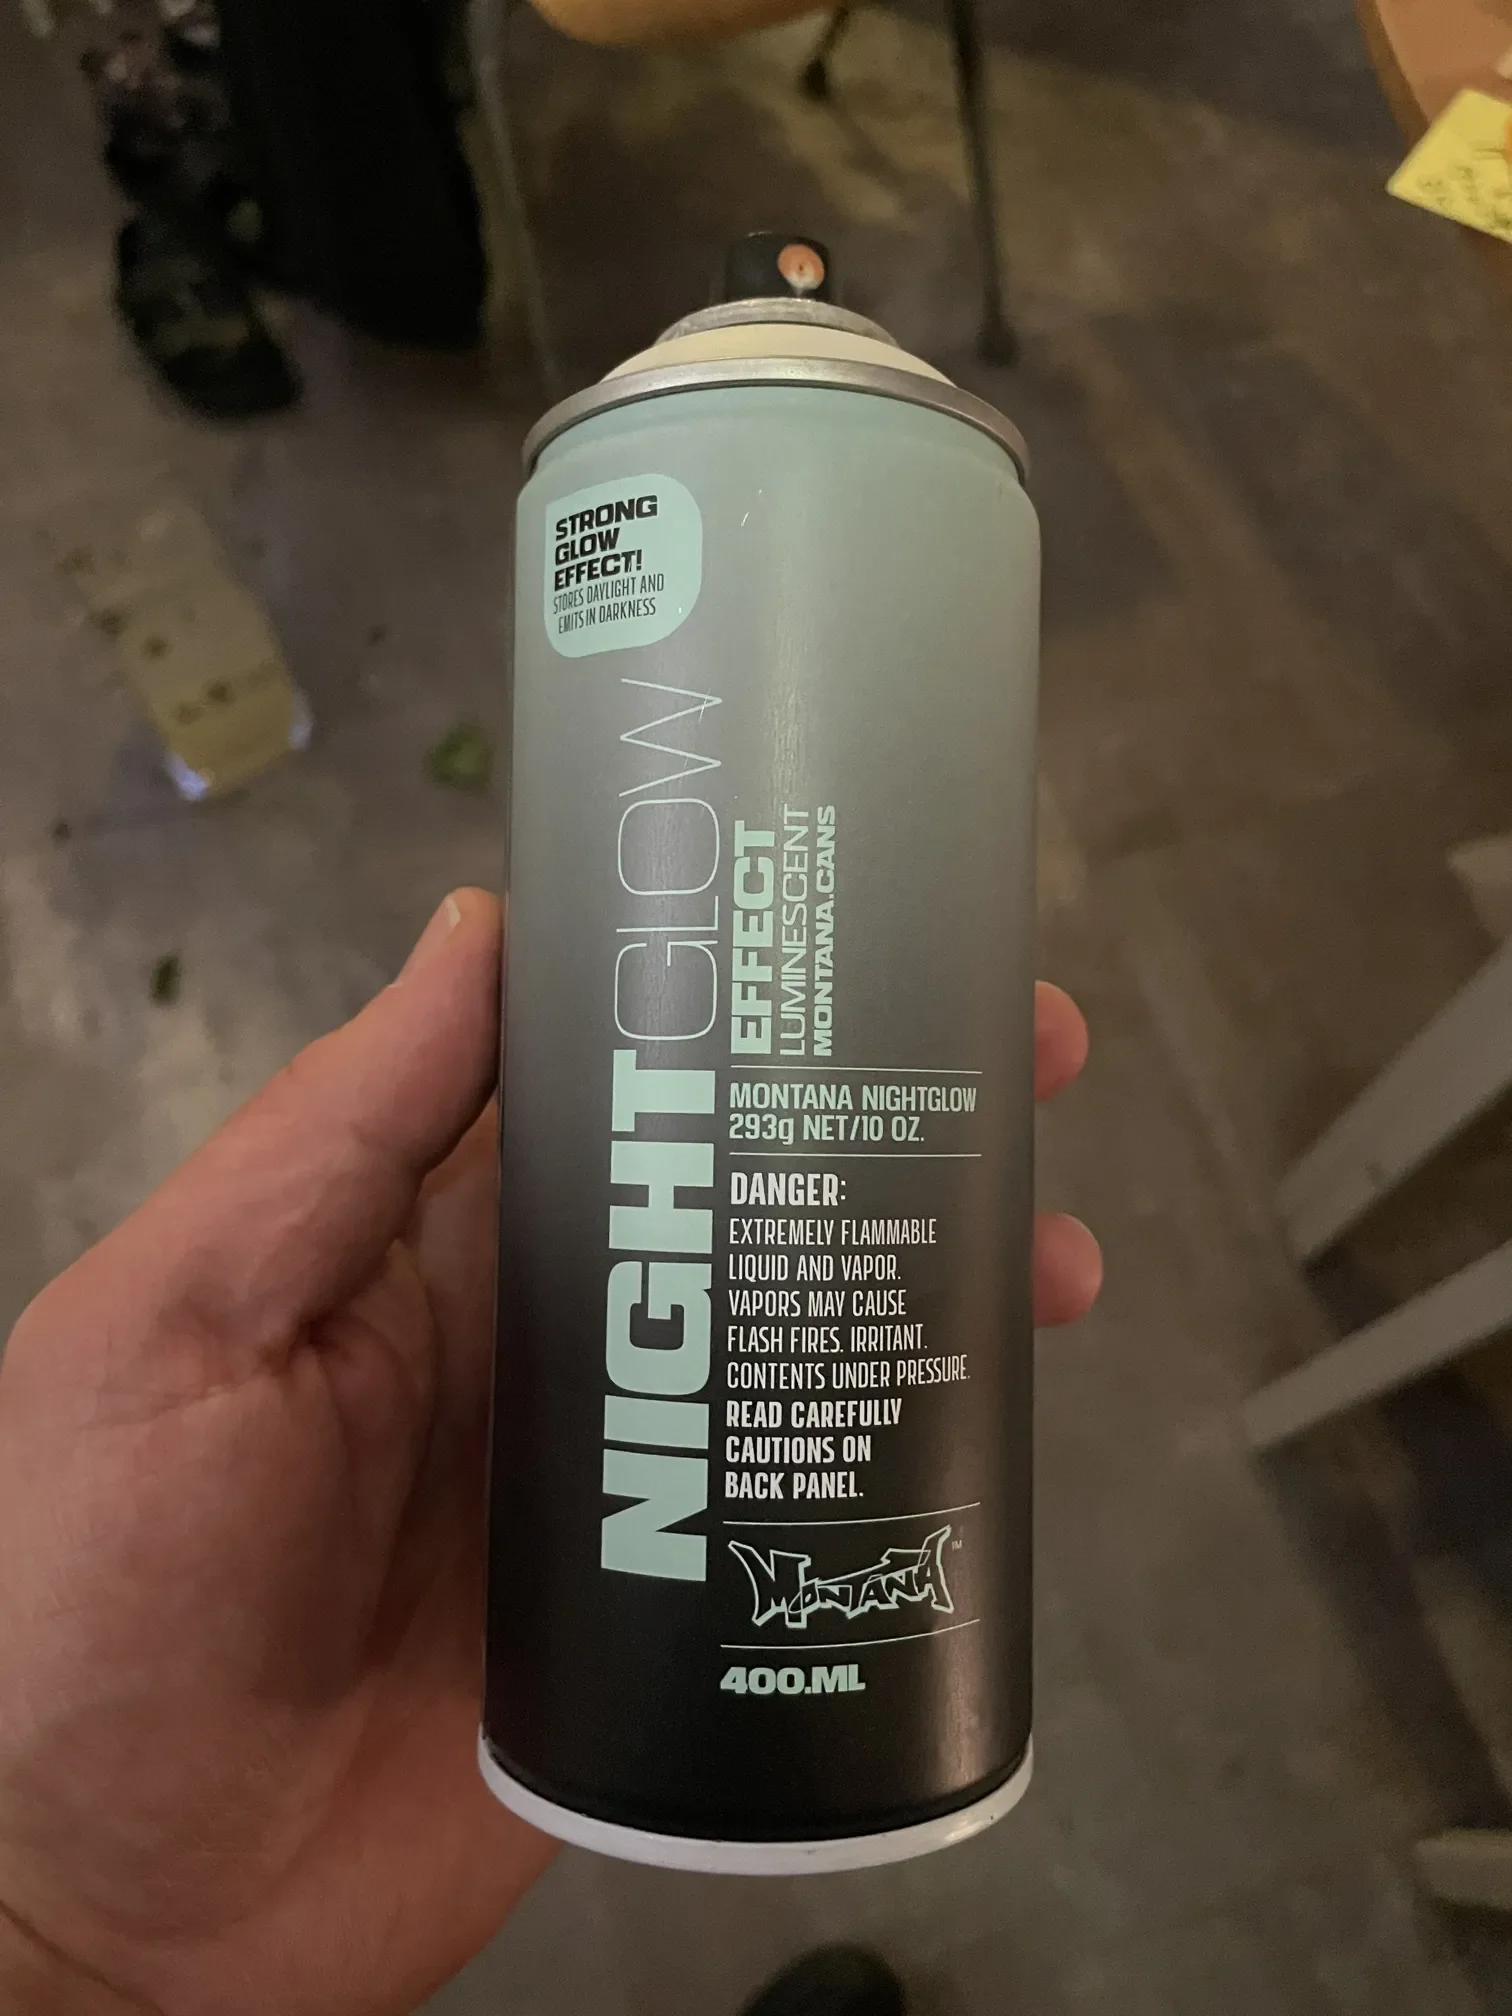 STRONG
GLOW
EFFECT!
STORES DAYLIGHT AND
EMITS IN DARKNESS
NIGHTGLOW
EFFECT
LUMINESCENT
MONTANA.CANS
MONTANA NIGHTGLOW
293g NET/10 OZ.
DANGER:
EXTREMELY FLAMMABLE
LIQUID AND VAPOR.
VAPORS MAY CAUSE
FLASH FIRES. IRRITANT.
CONTENTS UNDER PRESSURE.
READ CAREFULLY
CAUTIONS ON
BACK PANEL.
MONTANA™
400.ML